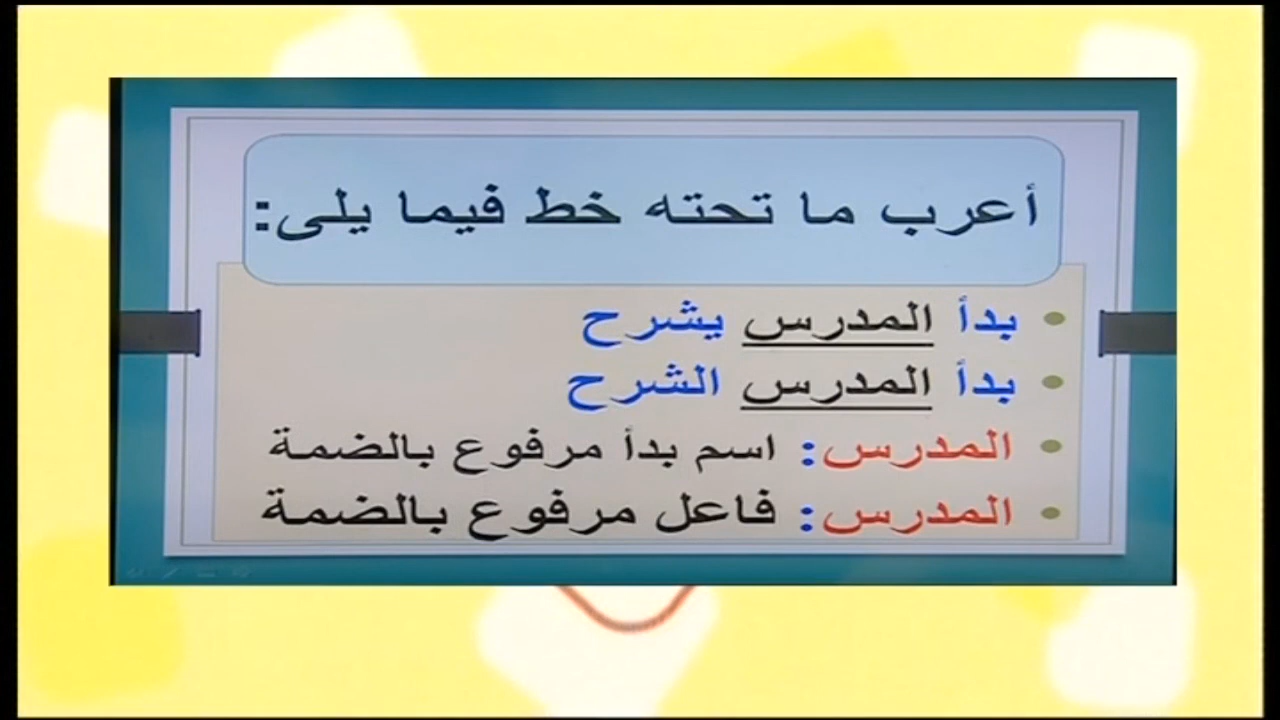 أعرب ما تحته خط فيما يلى:
بدأ المدرس يشرح
بدأ المدرس الشرح
المدرس: اسم بدأ مرفوع بالضمة
المدرس: فاعل مرفوع بالضمة